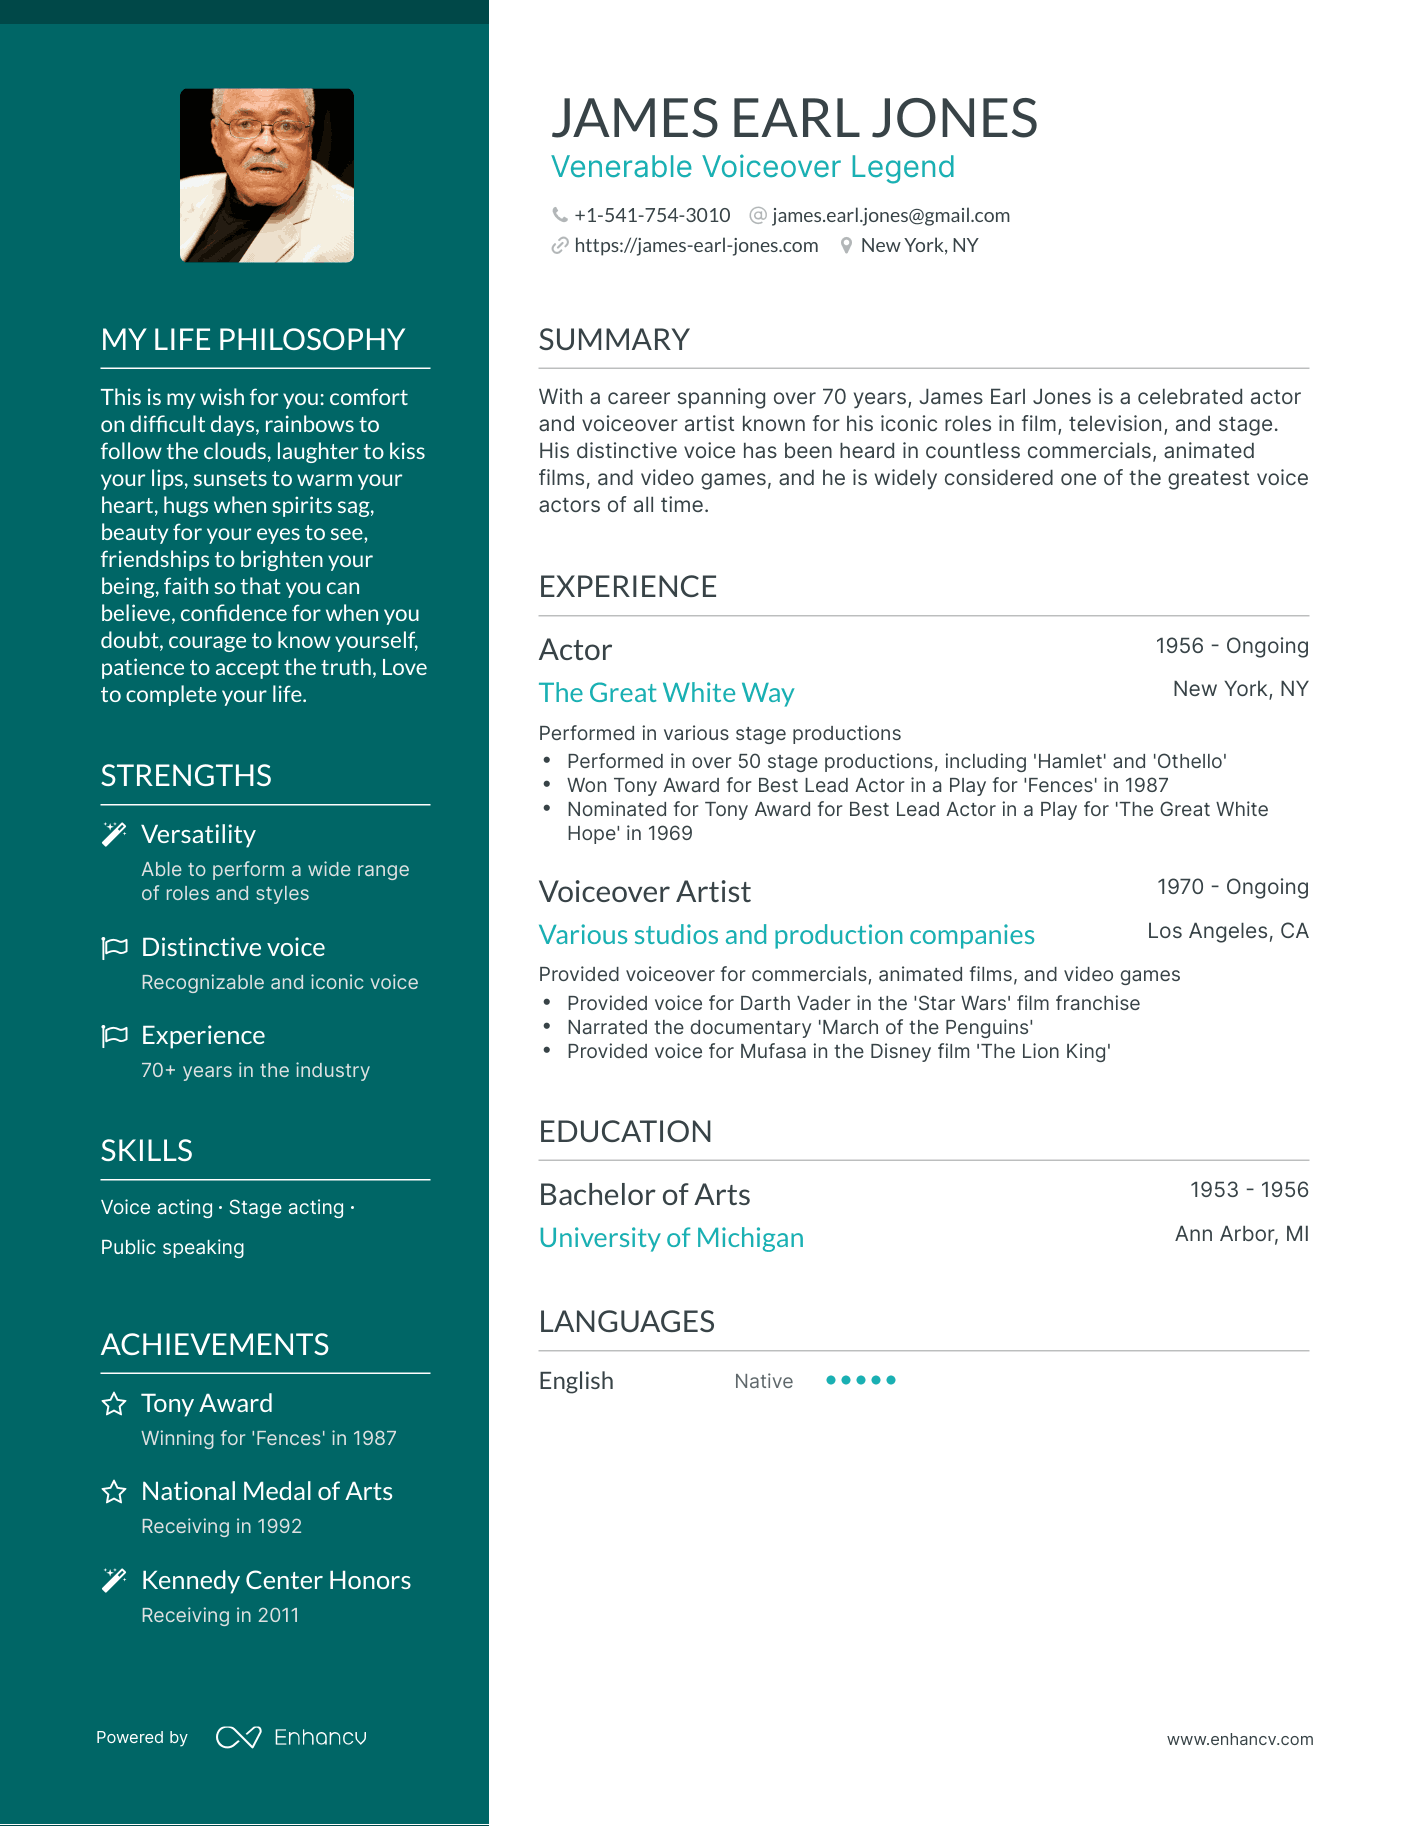 JAMES EARL JONES
Venerable Voiceover Legend
+1-541-754-3010 james.earl.jones@gmail.com
https://james-earl-jones.com New York, NY
MY LIFE PHILOSOPHY
This is my wish for you: comfort
on difficult days, rainbows to
follow the clouds, laughter to kiss
your lips, sunsets to warm your
heart, hugs when spirits sag,
beauty for your eyes to see,
friendships to brighten your
being, faith so that you can
believe, confidence for when you
doubt, courage to know yourself,
patience to accept the truth, Love
to complete your life.
STRENGTHS
Versatility
Able to perform a wide range
of roles and styles
Distinctive voice
Recognizable and iconic voice
Experience
70+ years in the industry
SKILLS
Voice acting · Stage acting ·
Public speaking
ACHIEVEMENTS
Tony Award
Winning for 'Fences' in 1987
National Medal of Arts
Receiving in 1992
Kennedy Center Honors
Receiving in 2011
SUMMARY
With a career spanning over 70 years, James Earl Jones is a celebrated actor
and voiceover artist known for his iconic roles in film, television, and stage.
His distinctive voice has been heard in countless commercials, animated
films, and video games, and he is widely considered one of the greatest voice
actors of all time.
EXPERIENCE
Actor 1956 - Ongoing
The Great White Way New York, NY
Performed in various stage productions
• Performed in over 50 stage productions, including 'Hamlet' and 'Othello'
• Won Tony Award for Best Lead Actor in a Play for 'Fences' in 1987
• Nominated for Tony Award for Best Lead Actor in a Play for 'The Great White
Hope' in 1969
Voiceover Artist 1970 - Ongoing
Various studios and production companies Los Angeles, CA
Provided voiceover for commercials, animated films, and video games
• Provided voice for Darth Vader in the 'Star Wars' film franchise
• Narrated the documentary 'March of the Penguins'
• Provided voice for Mufasa in the Disney film 'The Lion King'
EDUCATION
Bachelor of Arts 1953 - 1956
University of Michigan Ann Arbor, MI
LANGUAGES
English Native
Powered by Enhancv
www.enhancv.com